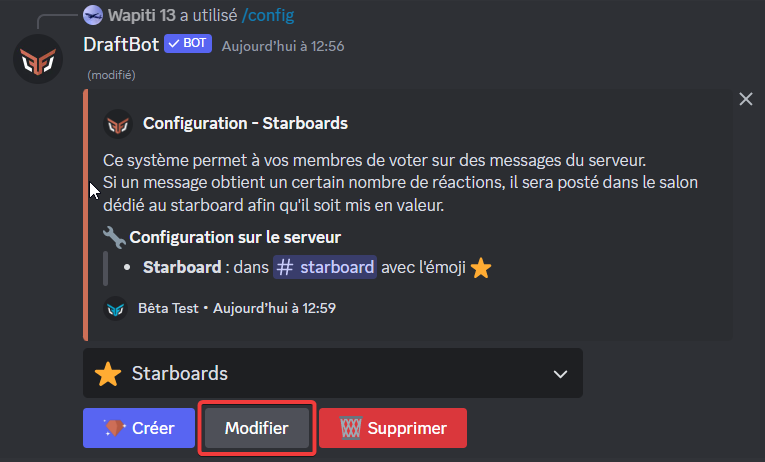 Wapiti 13 a utilisé /config
DraftBot ✓ BOT Aujourd'hui à 12:56
(modifié)
Configuration - Starboards
Ce système permet à vos membres de voter sur des messages du serveur.
Si un message obtient un certain nombre de réactions, il sera posté dans le salon
dédié au starboard afin qu'il soit mis en valeur.
Configuration sur le serveur
• Starboard : dans # starboard avec l'émoji ⭐
Bêta Test • Aujourd'hui à 12:59
Starboards
Créer Modifier Supprimer